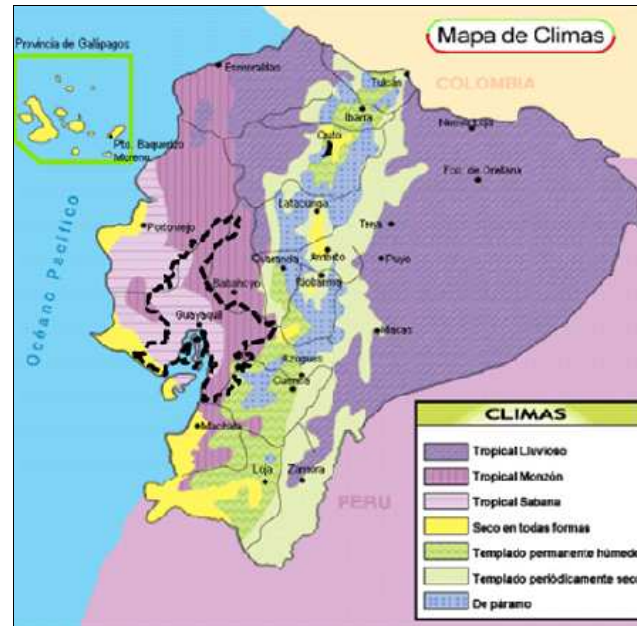 Mapa de Climas
Provincia de Galápagos
Pto. Baquerizo
Moreno
Esmeraldas
Tulcán
COLOMBIA
Ibarra
Quito
Fco. de Orellana
Océano Pacífico
Portoviejo
Latacunga
Tena
Ambato
Puyo
Guaranda
Riobamba
Babahoyo
Guayaquil
Macas
Azogues
Cuenca
Machala
Loja
Zamora
PERU
CLIMAS
Tropical Lluvioso
Tropical Monzón
Tropical Sabana
Seco en todas formas
Templado permanente húmedo
Templado periódicamente seco
De páramo